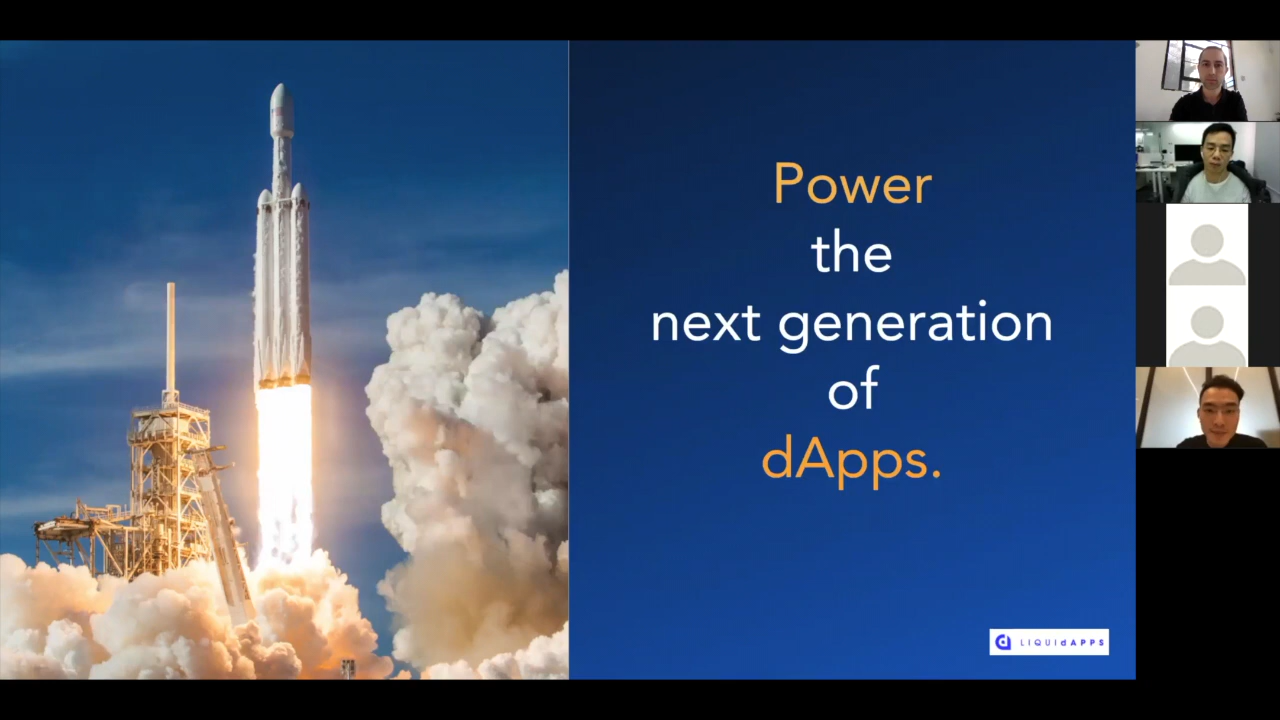 Power
the
next generation
of
dApps.
LIQUIdAPPS